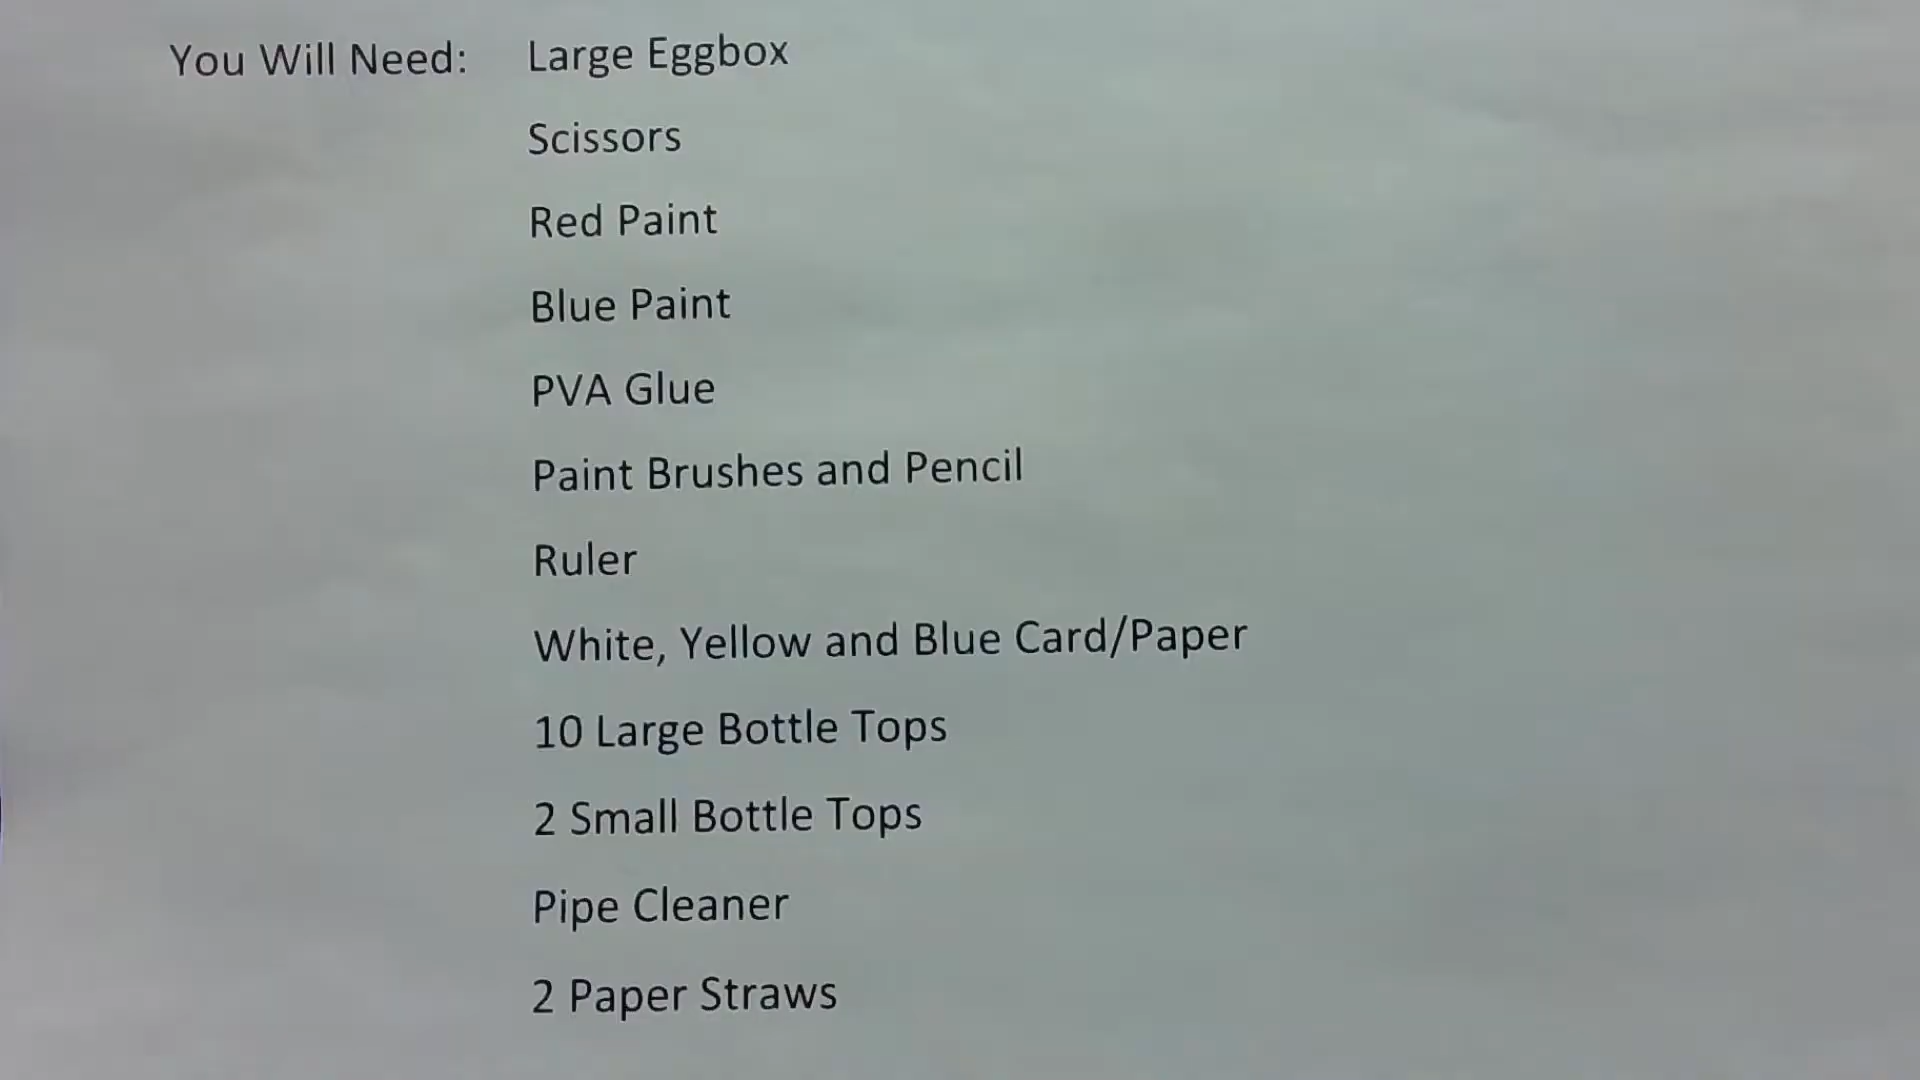 You Will Need: Large Eggbox
Scissors
Red Paint
Blue Paint
PVA Glue
Paint Brushes and Pencil
Ruler
White, Yellow and Blue Card/Paper
10 Large Bottle Tops
2 Small Bottle Tops
Pipe Cleaner
2 Paper Straws